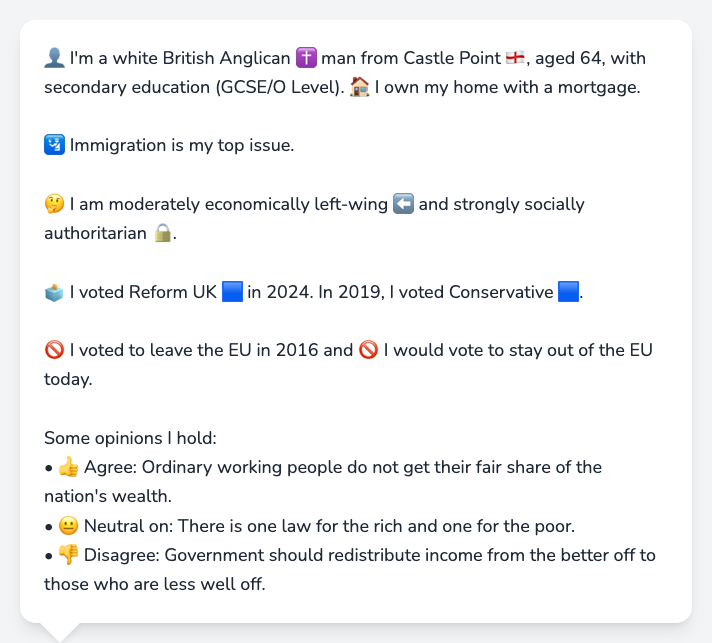 👤 I'm a white British Anglican ✝️ man from Castle Point 🏴󠁧󠁢󠁥󠁮󠁧󠁿, aged 64, with
secondary education (GCSE/O Level). 🏠 I own my home with a mortgage.
🛂 Immigration is my top issue.
🤔 I am moderately economically left-wing ⬅️ and strongly socially
authoritarian 🔒.
🗳️ I voted Reform UK 🟦 in 2024. In 2019, I voted Conservative 🟦.
🚫 I voted to leave the EU in 2016 and 🚫 I would vote to stay out of the EU
today.
Some opinions I hold:
• 👍 Agree: Ordinary working people do not get their fair share of the
nation's wealth.
• 😐 Neutral on: There is one law for the rich and one for the poor.
• 👎 Disagree: Government should redistribute income from the better off to
those who are less well off.